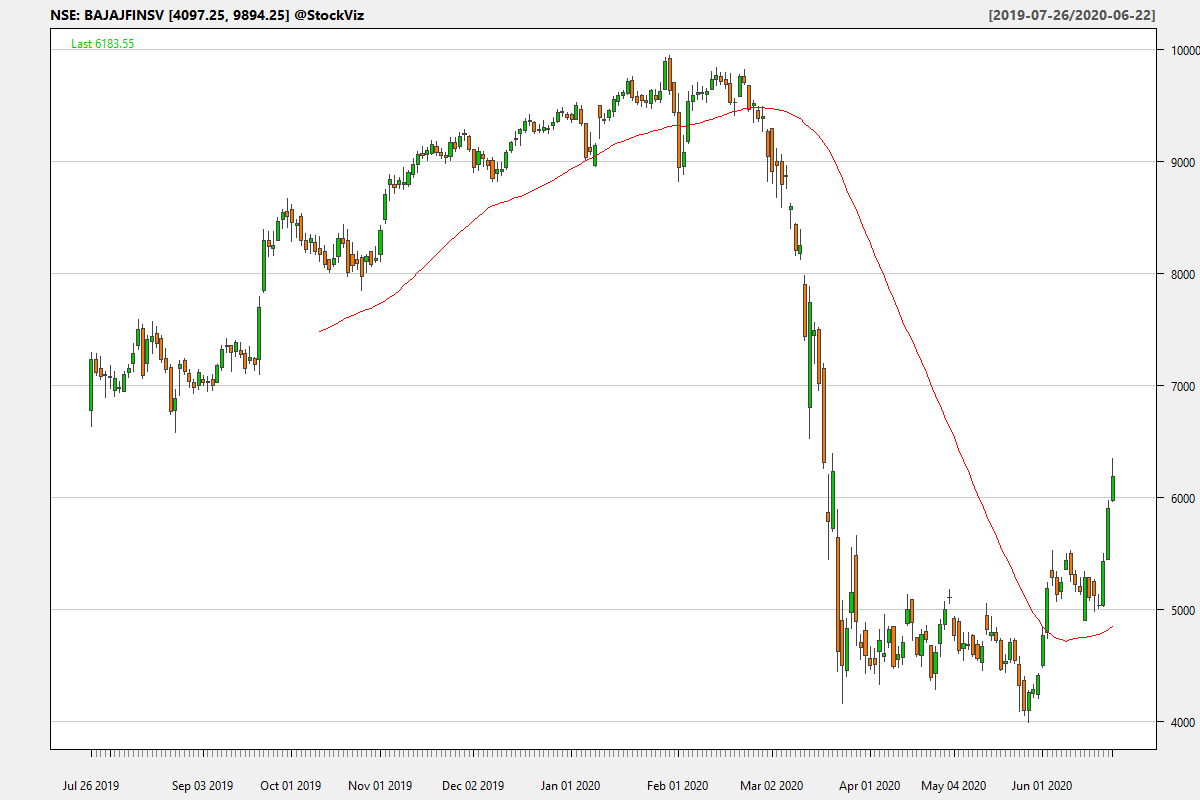 NSE: BAJAJFINSV [4097.25, 9894.25] @StockViz [2019-07-26/2020-06-22]
Last 6183.55
10000
9000
8000
7000
6000
5000
4000
Jul 26 2019 Sep 03 2019 Oct 01 2019 Nov 01 2019 Dec 02 2019 Jan 01 2020 Feb 01 2020 Mar 02 2020 Apr 01 2020 May 04 2020 Jun 01 2020